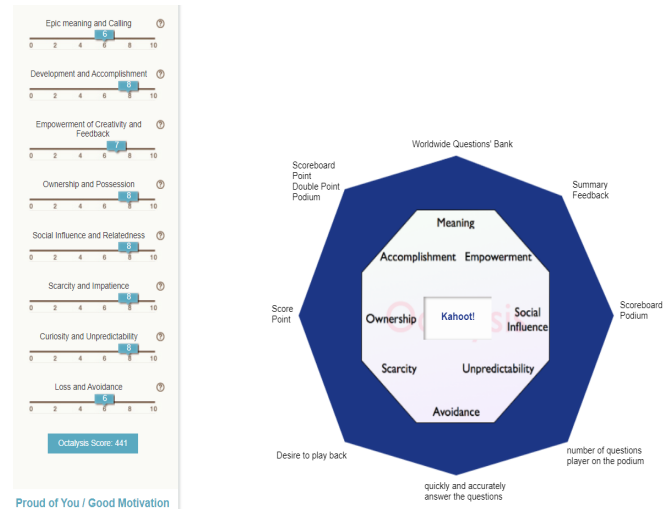 Epic meaning and Calling
6
0 2 4 6 8 10
Development and Accomplishment
8
0 2 4 6 8 10
Empowerment of Creativity and
Feedback
7
0 2 4 6 8 10
Ownership and Possession
8
0 2 4 6 8 10
Social Influence and Relatedness
8
0 2 4 6 8 10
Scarcity and Impatience
8
0 2 4 6 8 10
Curiosity and Unpredictability
8
0 2 4 6 8 10
Loss and Avoidance
6
0 2 4 6 8 10
Octalysis Score: 441
Proud of You / Good Motivation
Worldwide Questions' Bank
Scoreboard
Point
Double Point
Podium
Summary
Feedback
Meaning
Accomplishment Empowerment
Score
Point
Ownership
Kahoot!
Social
Influence
Scoreboard
Podium
Scarcity
Unpredictability
Avoidance
Desire to play back
number of questions
player on the podium
quickly and accurately
answer the questions